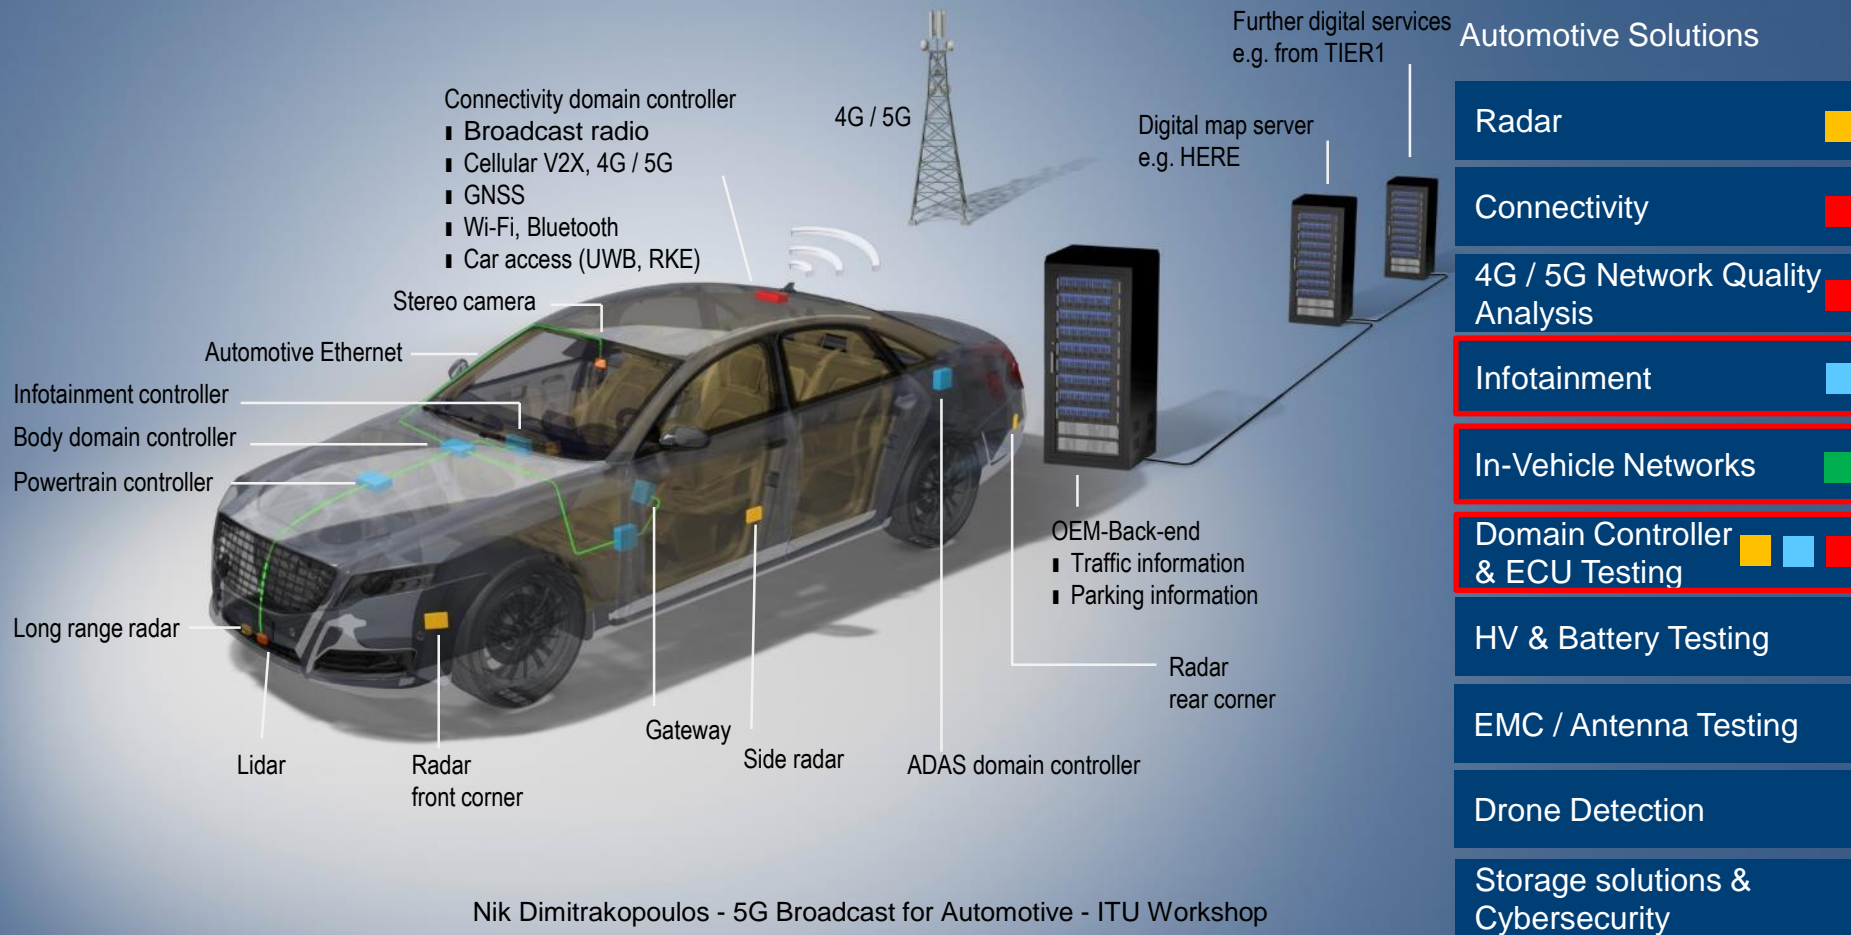 Further digital services
e.g. from TIER1
Automotive Solutions
Connectivity domain controller
▮ Broadcast radio
▮ Cellular V2X, 4G / 5G
▮ GNSS
▮ Wi-Fi, Bluetooth
▮ Car access (UWB, RKE)
4G / 5G
Digital map server
e.g. HERE
Stereo camera
Automotive Ethernet
Infotainment controller
Body domain controller
Powertrain controller
Long range radar
Lidar
Radar
front corner
Gateway
Side radar
ADAS domain controller
Radar
rear corner
OEM-Back-end
▮ Traffic information
▮ Parking information
Radar
Connectivity
4G / 5G Network Quality
Analysis
Infotainment
In-Vehicle Networks
Domain Controller
& ECU Testing
HV & Battery Testing
EMC / Antenna Testing
Drone Detection
Storage solutions &
Cybersecurity
Nik Dimitrakopoulos - 5G Broadcast for Automotive - ITU Workshop